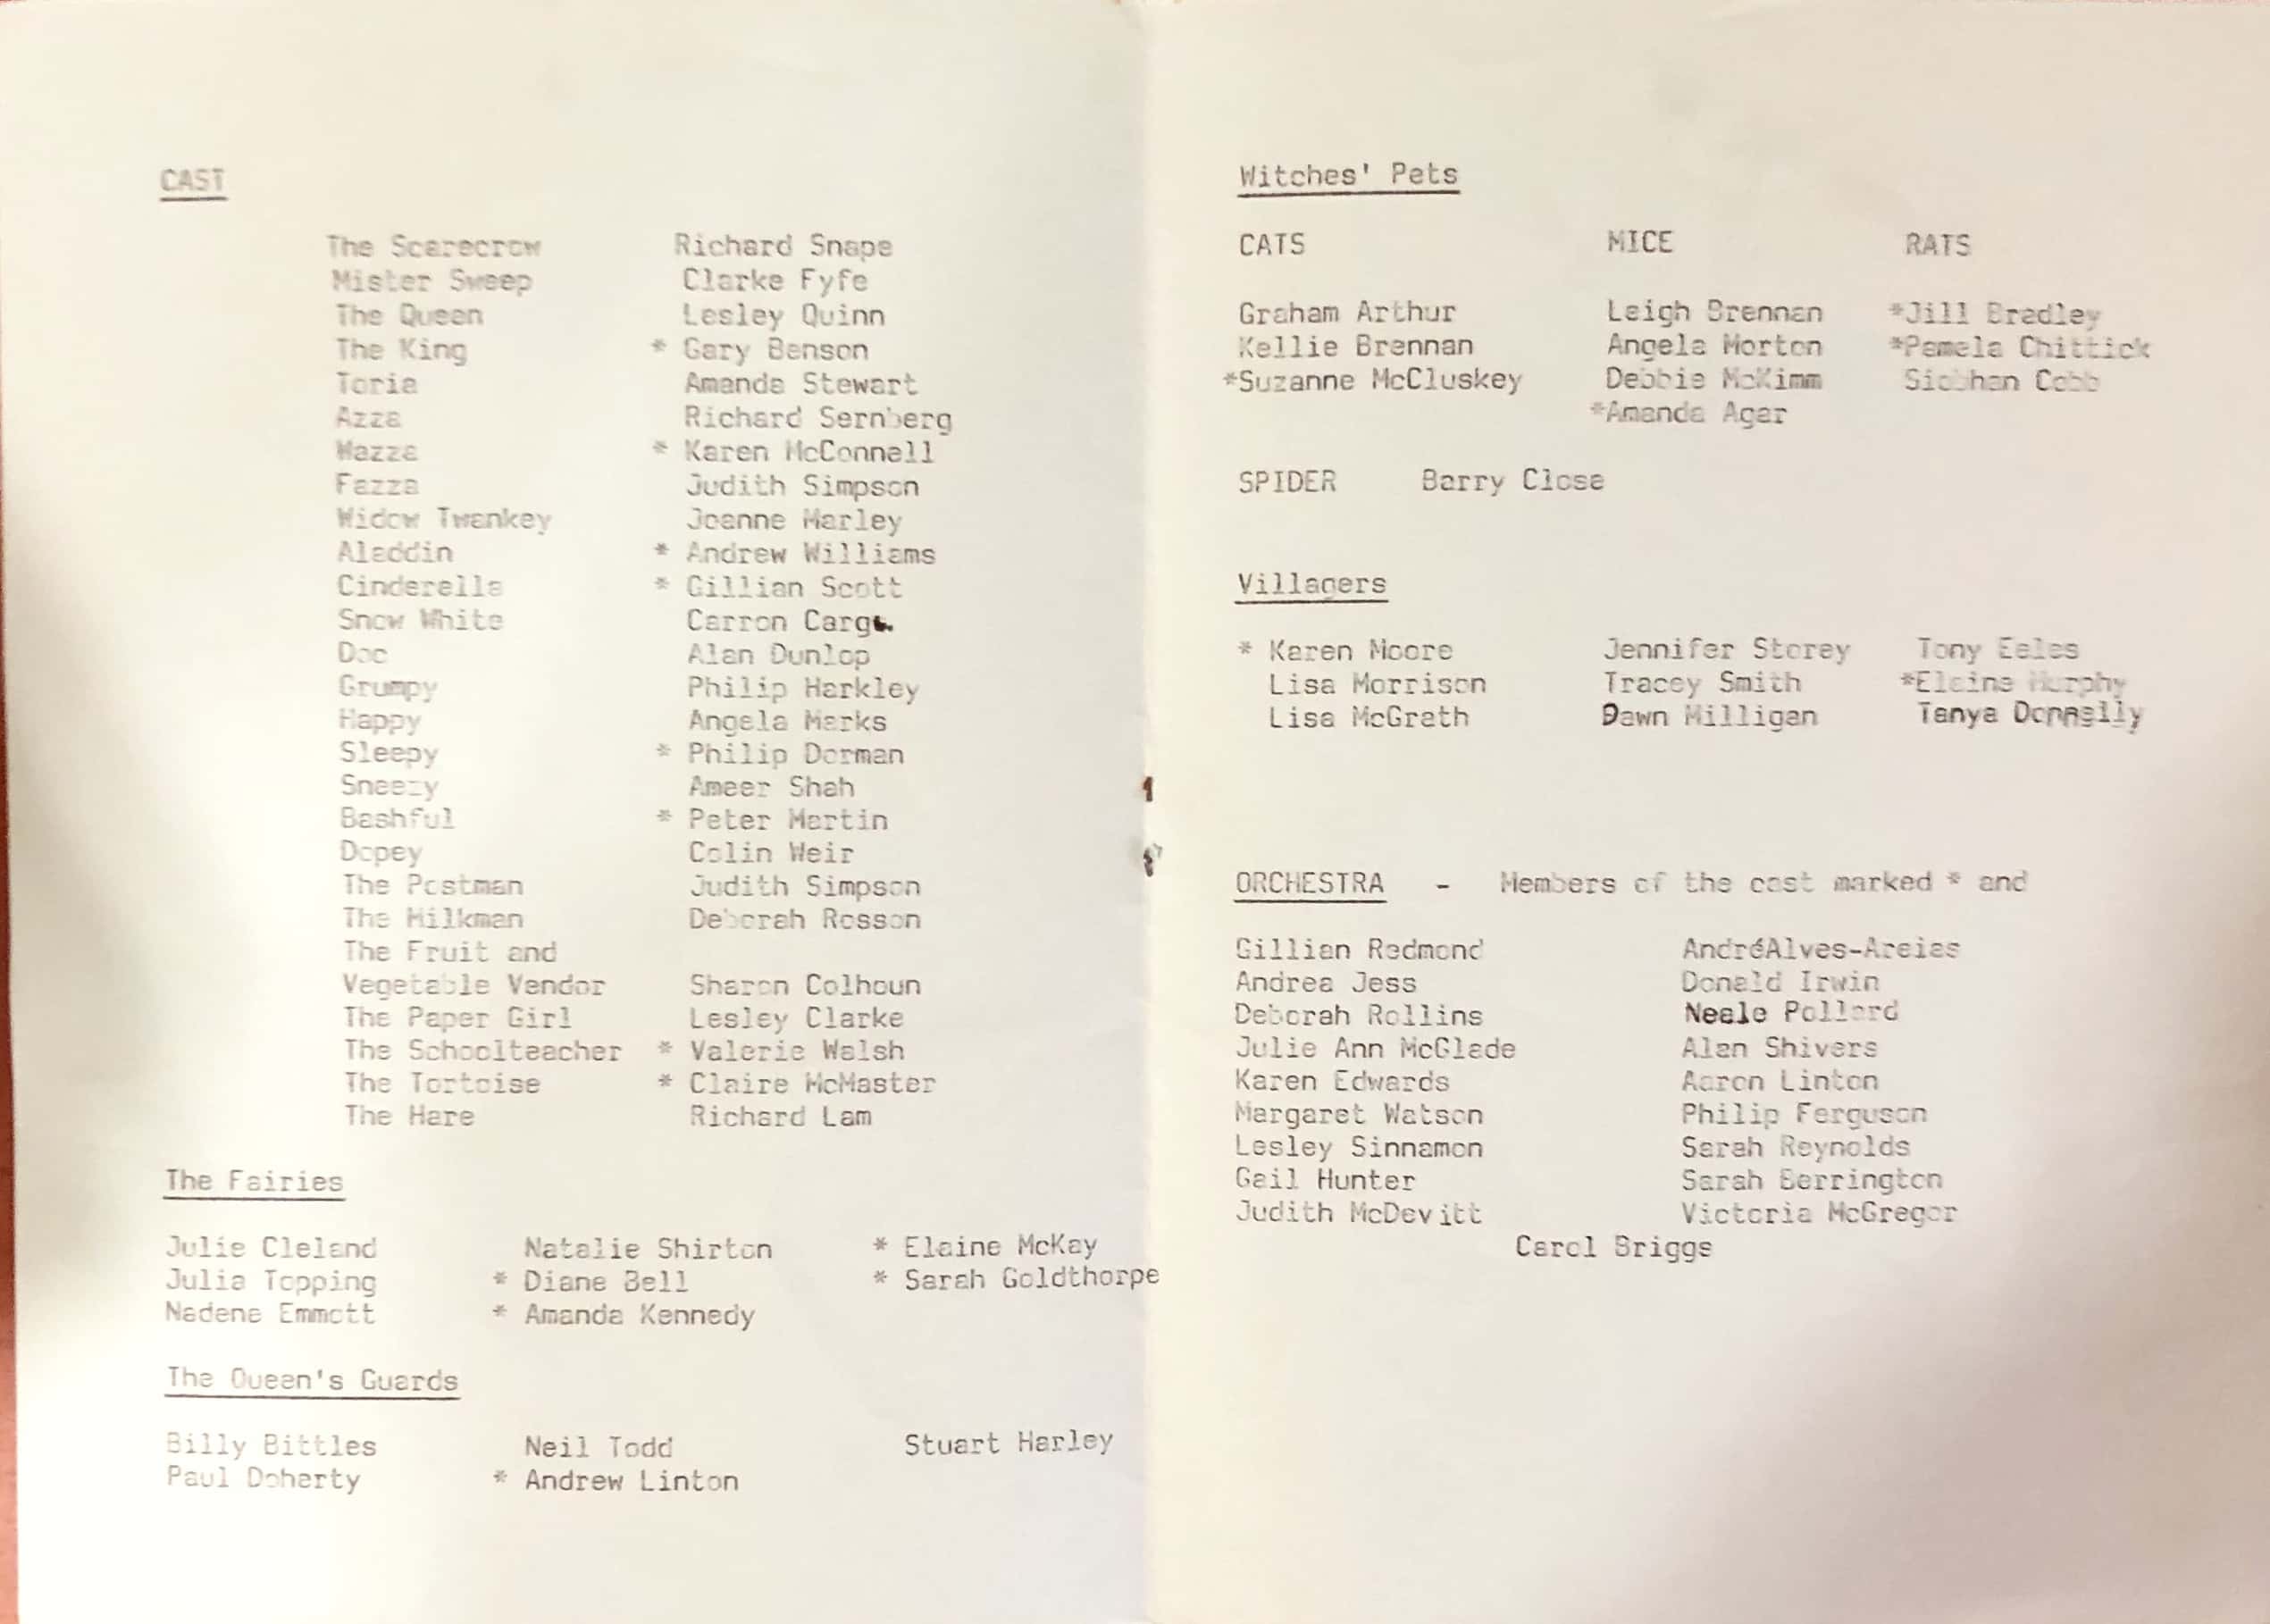 CAST
The Scarecrow Richard Snape
Mister Sweep Clarke Fyfe
The Queen Lesley Quinn
The King * Gary Benson
Toria Amanda Stewart
Azza Richard Sernberg
Wazza * Karen McConnell
Fazza Judith Simpson
Widow Twankey Joanne Marley
Aladdin * Andrew Williams
Cinderella * Gillian Scott
Snow White Carron
Doc Alan Dunlop
Grumpy Philip Harkley
Happy Angela Marks
Sleepy * Philip Dorman
Sneezy Ameer Shah
Bashful * Peter Martin
Dopey Colin Weir
The Postman Judith Simpson
The Milkman Deborah Rosson
The Fruit and
Vegetable Vendor Sharon Colhoun
The Paper Girl Lesley Clarke
The Schoolteacher * Valerie Walsh
The Tortoise * Claire McMaster
The Hare Richard Lam
The Fairies
Julie Cleland Natalie Shirton * Elaine McKay
Julia Topping * Diane Bell * Sarah Goldthorpe
Nadene Emmott * Amanda Kennedy
The Queen's Guards
Billy Bittles Neil Todd Stuart Harley
Paul Doherty * Andrew Linton
Witches' Pets
CATS MICE RATS
Graham Arthur Leigh Brennan *Jill Bradley
Kellie Brennan Angela Morton *Pamela Chittick
*Suzanne McCluskey Debbie McKimm Siobhan Cobb
*Amanda Agar
SPIDER Barry Close
Villagers
* Karen Moore Jennifer Storey Tony Eeles
Lisa Morrison Tracey Smith *Elaine Murphy
Lisa McGrath Dawn Milligan Tanya Donnelly
ORCHESTRA - Members of the cast marked * and
Gillian Redmond AndréAlves-Areias
Andrea Jess Donald Irwin
Deborah Rollins Neale Pollard
Julie Ann McGlade Alan Shivers
Karen Edwards Aaron Linton
Margaret Watson Philip Ferguson
Lesley Sinnamon Sarah Reynolds
Gail Hunter Sarah Berrington
Judith McDevitt Victoria McGregor
Carol Briggs